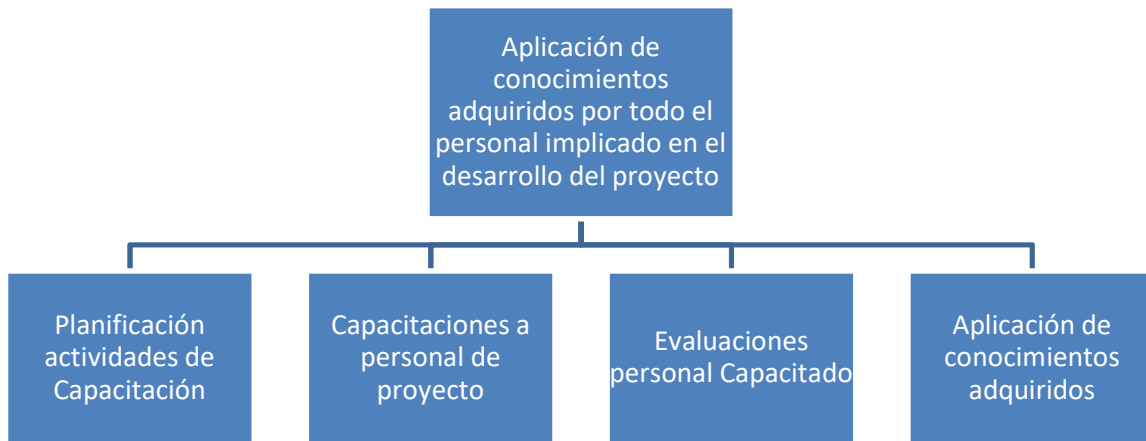 Aplicación de
conocimientos
adquiridos por todo el
personal implicado en el
desarrollo del proyecto
Planificación
actividades de
Capacitación
Capacitaciones a
personal de
proyecto
Evaluaciones
personal Capacitado
Aplicación de
conocimientos
adquiridos